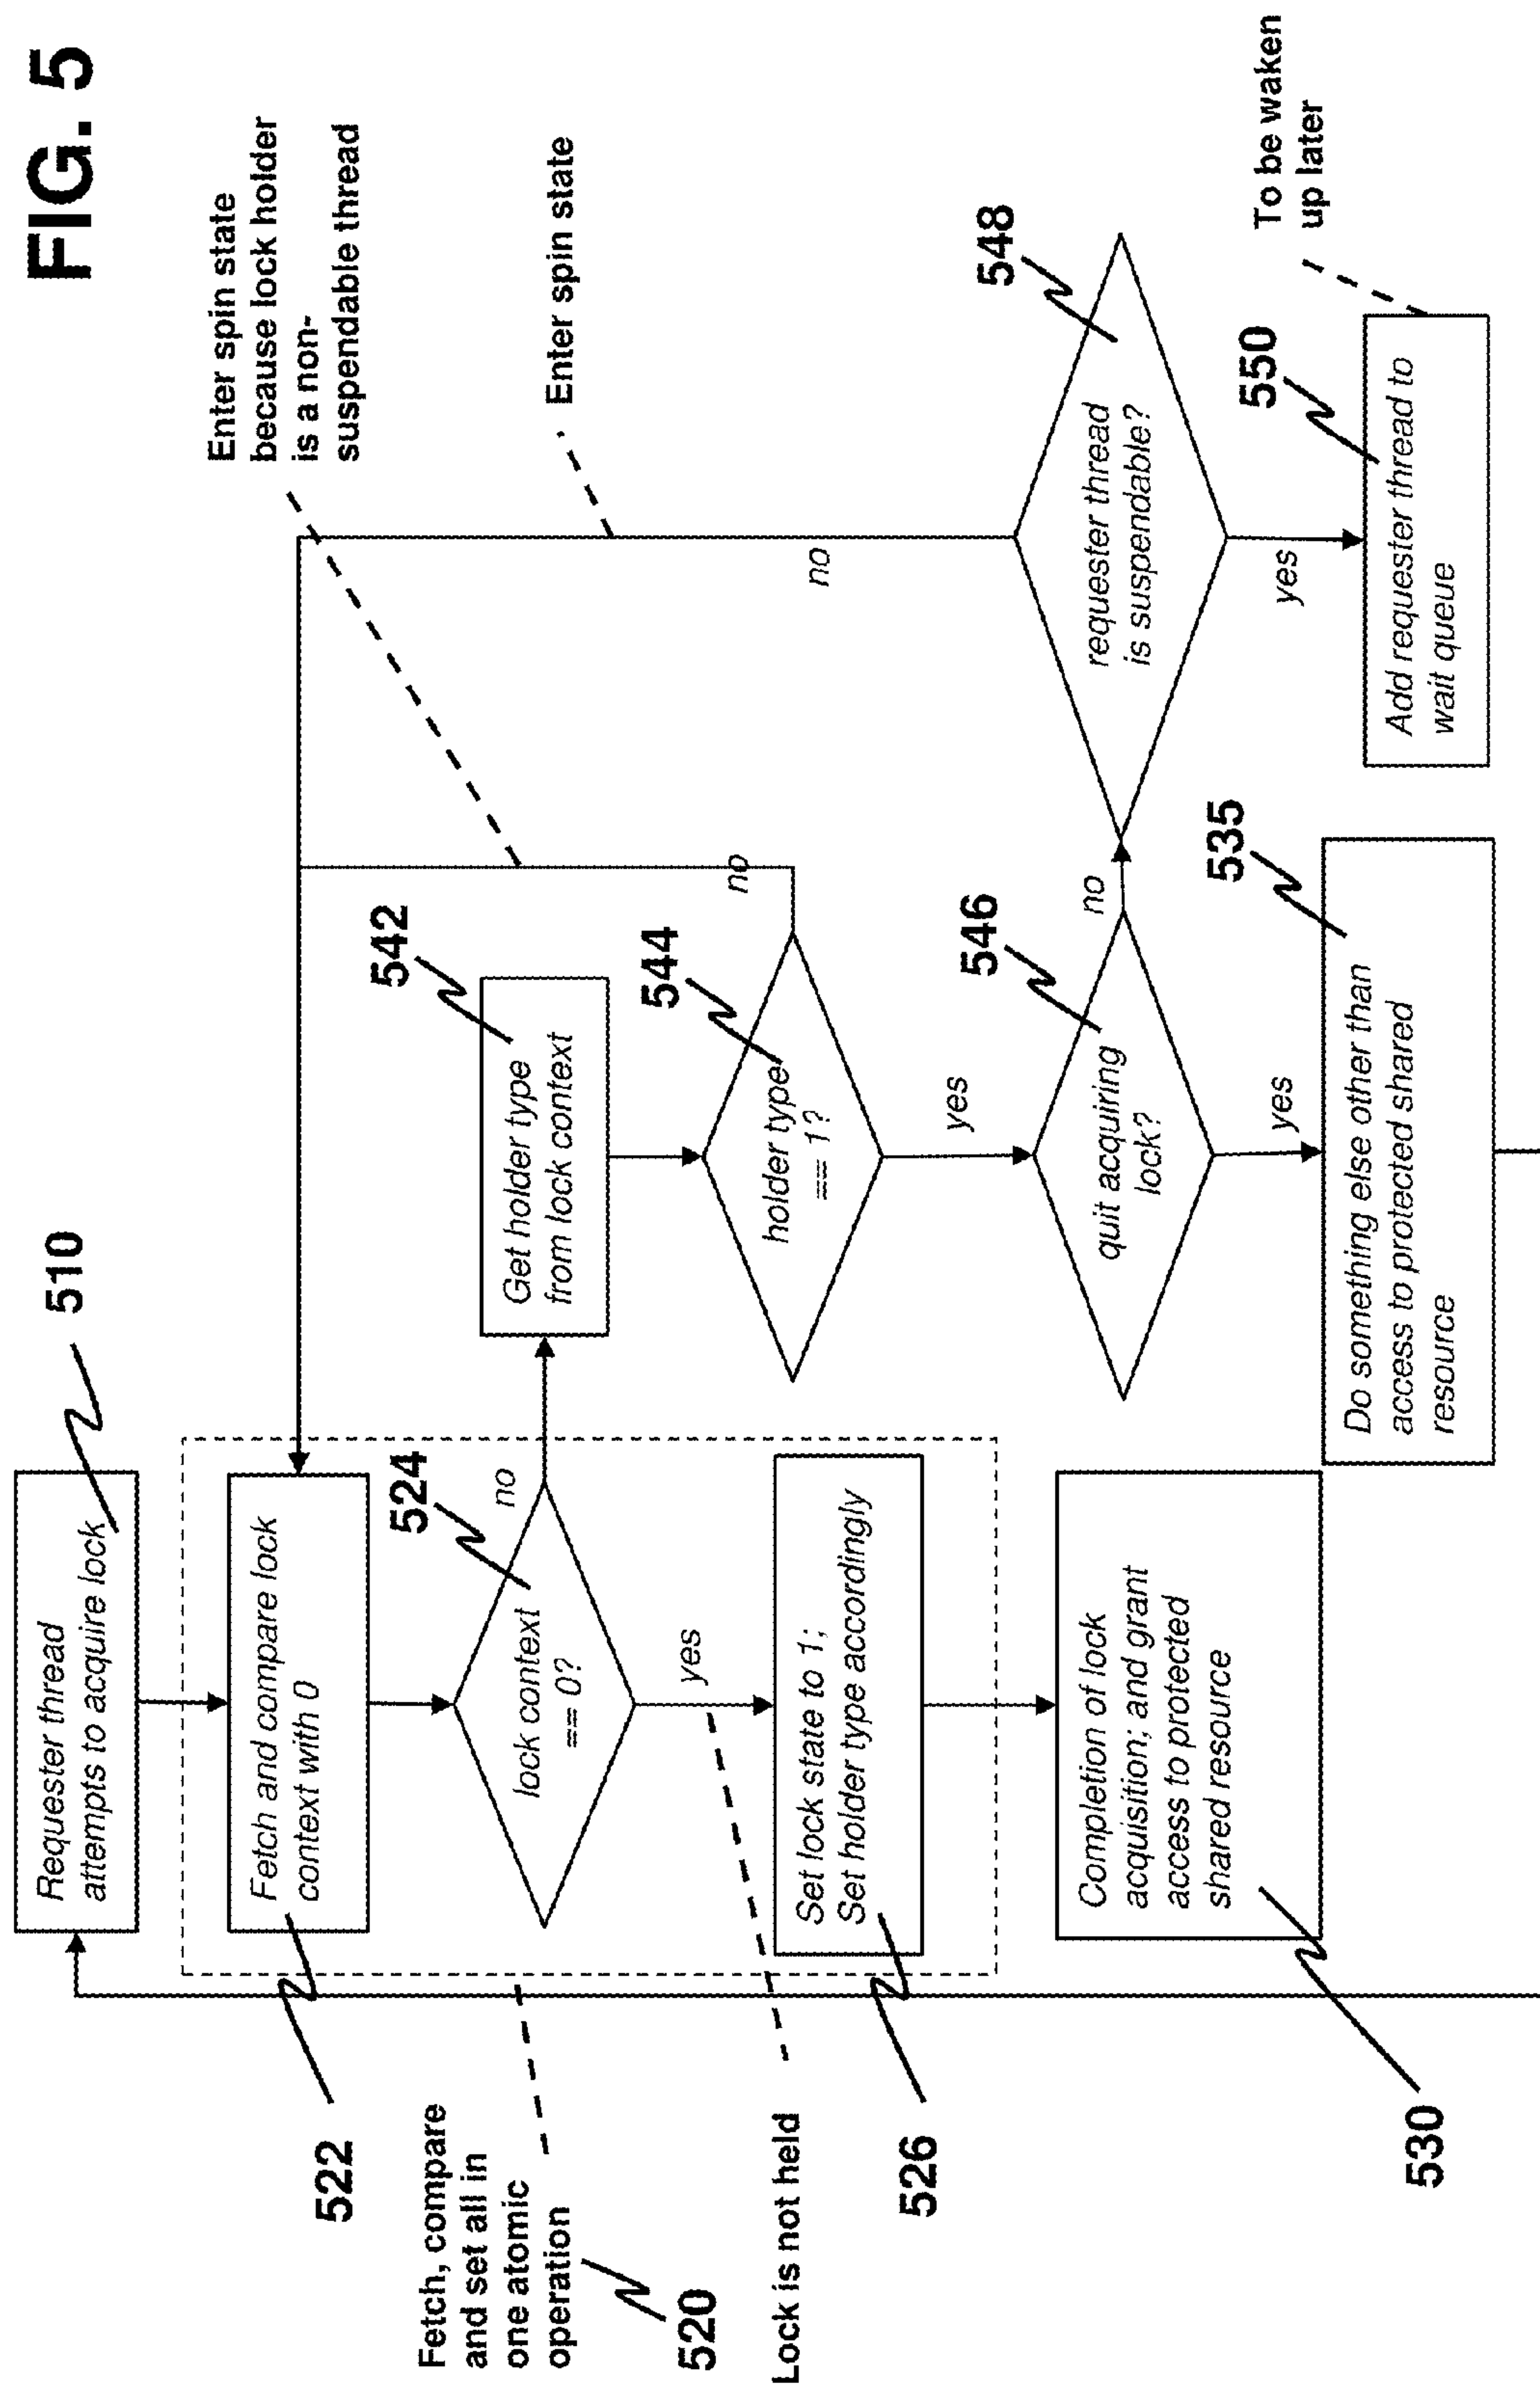 FIG. 5
Requester thread
attempts to acquire lock
510
Fetch and compare lock
context with 0
522
Enter spin state
because lock holder
is a non-
suspendable thread
Enter spin state
Fetch, compare
and set all in
one atomic
operation
520
lock context
== 0?
524
no
yes
Lock is not held
Get holder type
from lock context
542
holder type
== 1?
544
no
yes
Set lock state to 1;
Set holder type accordingly
526
quit acquiring
lock?
546
no
yes
requester thread
is suspendable?
548
no
yes
Completion of lock
acquisition; and grant
access to protected
shared resource
530
Do something else other than
access to protected shared
resource
535
Add requester thread to
wait queue
550
To be waken
up later